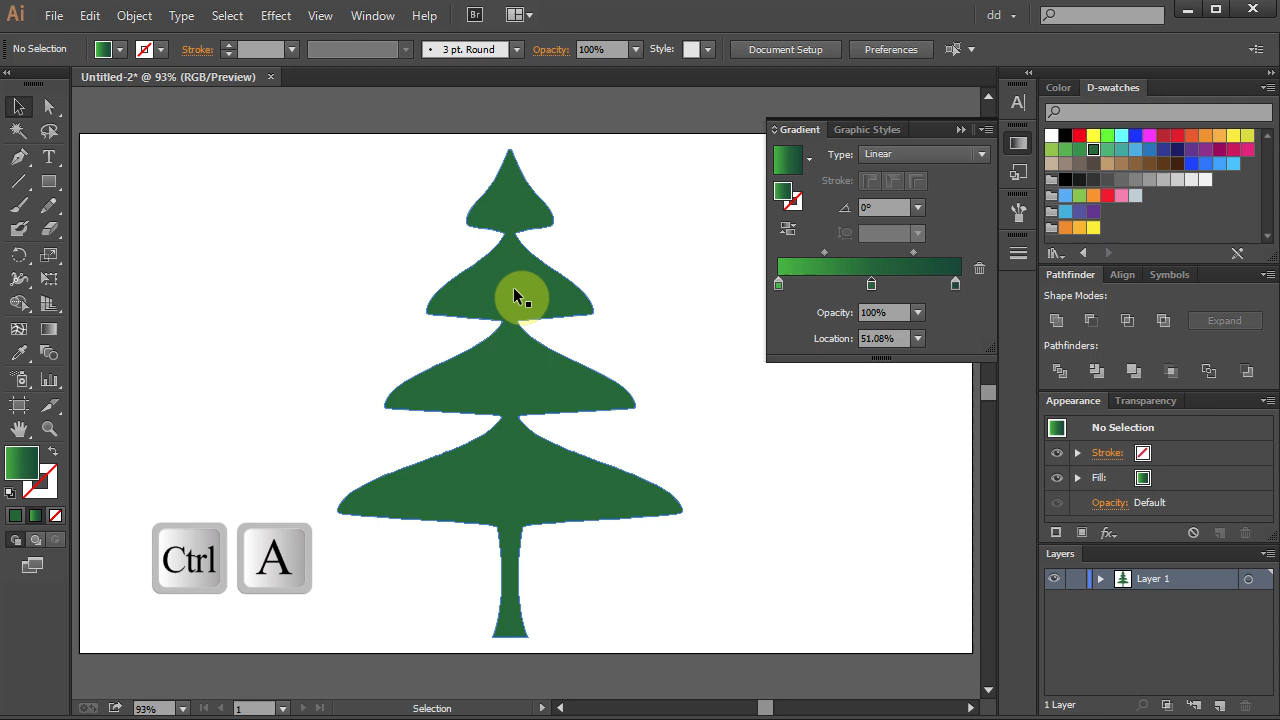 Ai File Edit Object Type Select Effect View Window Help Br dd
No Selection Stroke: 3 pt. Round Opacity: 100% Style: Document Setup Preferences
Untitled-2* @ 93% (RGB/Preview)
Gradient Graphic Styles
Type: Linear
Stroke:
0°
Opacity: 100%
Location: 51.08%
Color D-swatches
Pathfinder Align Symbols
Shape Modes:
Expand
Pathfinders:
Appearance Transparency
No Selection
Stroke:
Fill:
Opacity: Default
fx
Layers
Layer 1
1 Layer
Ctrl A
93% 1 Selection